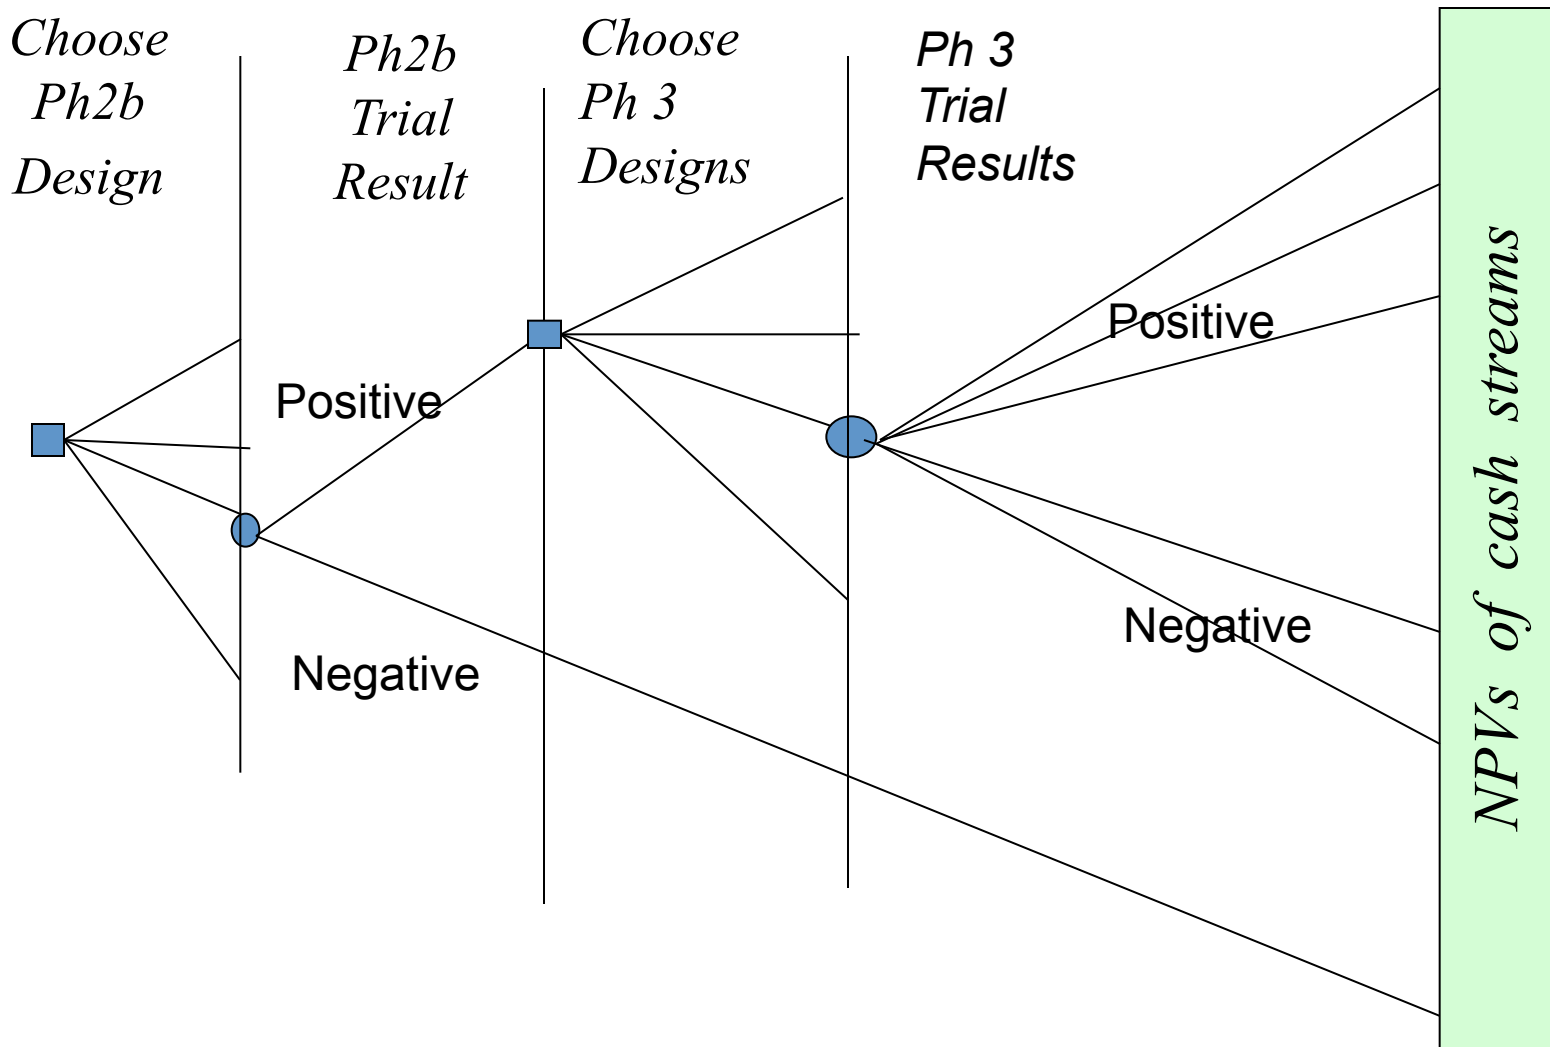 Choose
Ph2b
Design
Ph2b
Trial
Result
Choose
Ph 3
Designs
Ph 3
Trial
Results
Positive
Negative
Positive
Negative
NPVs of cash streams